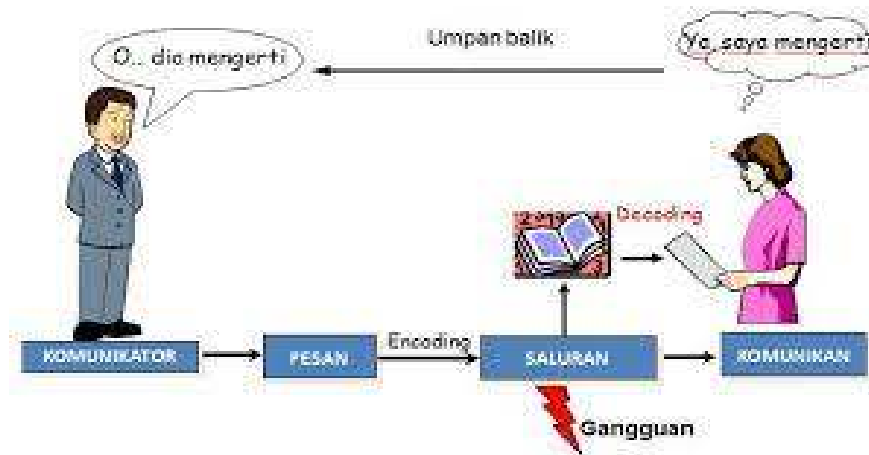 Umpan balik
O... dia mengerti
Ya, saya mengerti
Decoding
Encoding
KOMUNIKATOR
PESAN
SALURAN
KOMUNIKAN
Gangguan